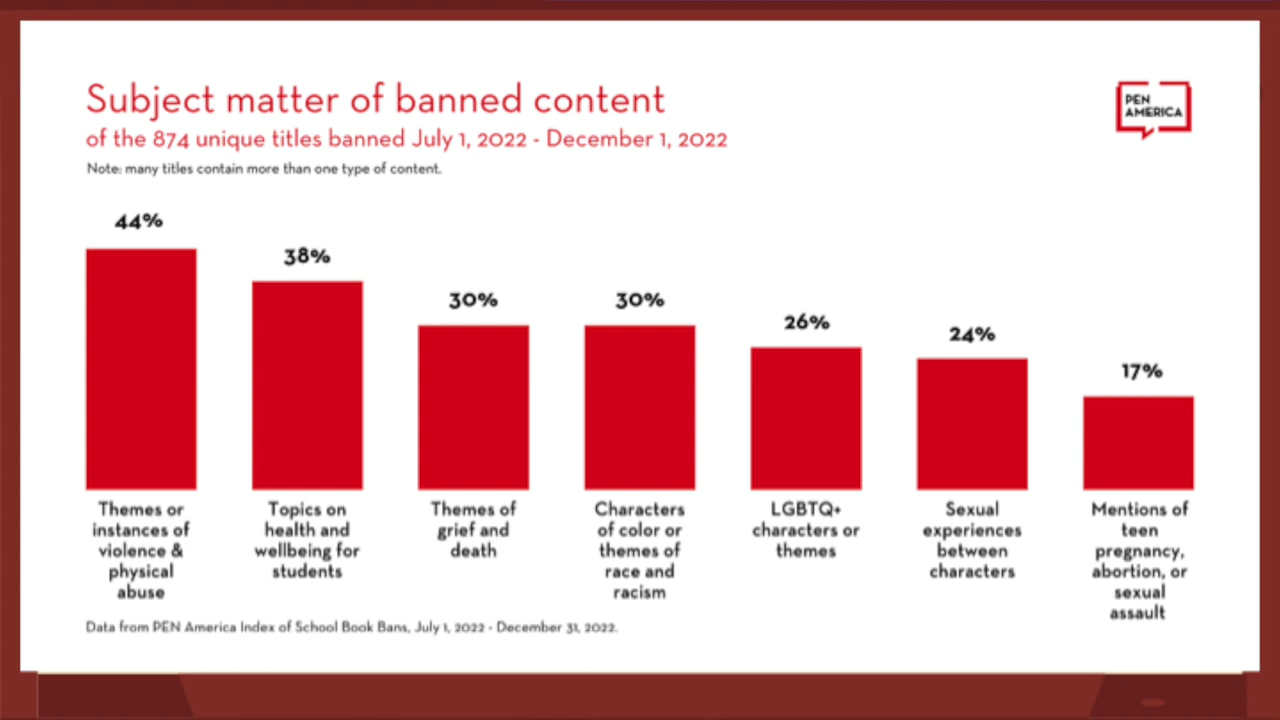 Subject matter of banned content
of the 874 unique titles banned July 1, 2022 - December 1, 2022
Note: many titles contain more than one type of content.
PEN
AMERICA
44%
38%
30%
30%
26%
24%
17%
Themes or
instances of
violence &
physical
abuse
Topics on
health and
wellbeing for
students
Themes of
grief and
death
Characters
of color or
themes of
race and
racism
LGBTQ+
characters or
themes
Sexual
experiences
between
characters
Mentions of
teen
pregnancy,
abortion, or
sexual
assault
Data from PEN America Index of School Book Bans, July 1, 2022 - December 31, 2022.